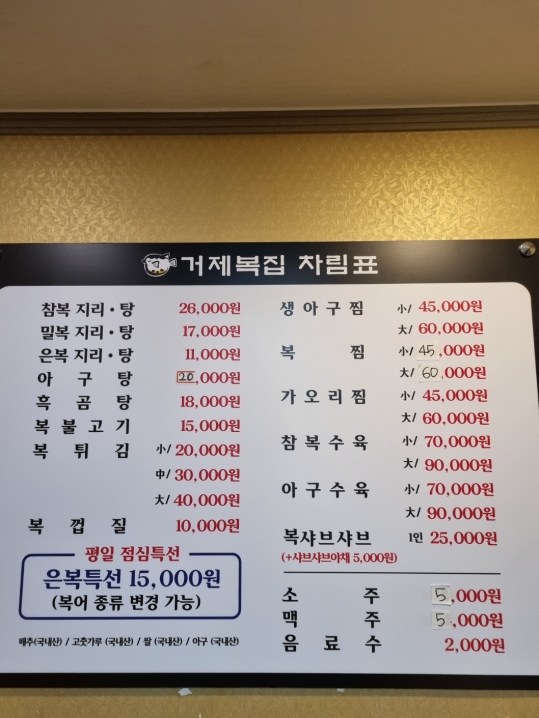 거제복집 차림표
참복 지리·탕 26,000원
밀복 지리·탕 17,000원
은복 지리·탕 11,000원
아구탕 20,000원
흑곰탕 18,000원
복불고기 15,000원
복튀김 小/ 20,000원
中/ 30,000원
大/ 40,000원
복껍질 10,000원
평일 점심특선
은복특선 15,000원
(복어 종류 변경 가능)
배추(국내산) / 고춧가루 (국내산) / 쌀 (국내산) / 아구 (국내산)
생아구찜 小/ 45,000원
大/ 60,000원
복찜 小/ 45,000원
大/ 60,000원
가오리찜 小/ 45,000원
大/ 60,000원
참복수육 小/ 70,000원
大/ 90,000원
아구수육 小/ 70,000원
大/ 90,000원
복샤브샤브 1인 25,000원
(+샤브샤브야채 5,000원)
소주 5,000원
맥주 5,000원
음료수 2,000원